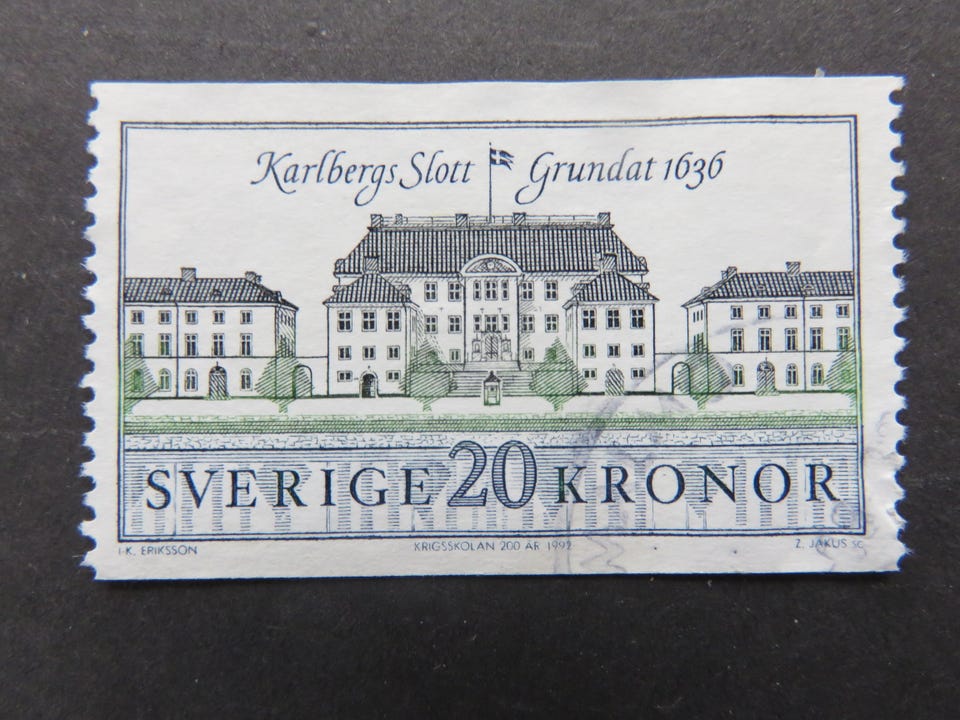 Karlbergs Slott Grundat 1636
SVERIGE 20 KRONOR
I-K. ERIKSSON KRIGSSKOLAN 200 ÅR 1992 Z. JAKUS SC